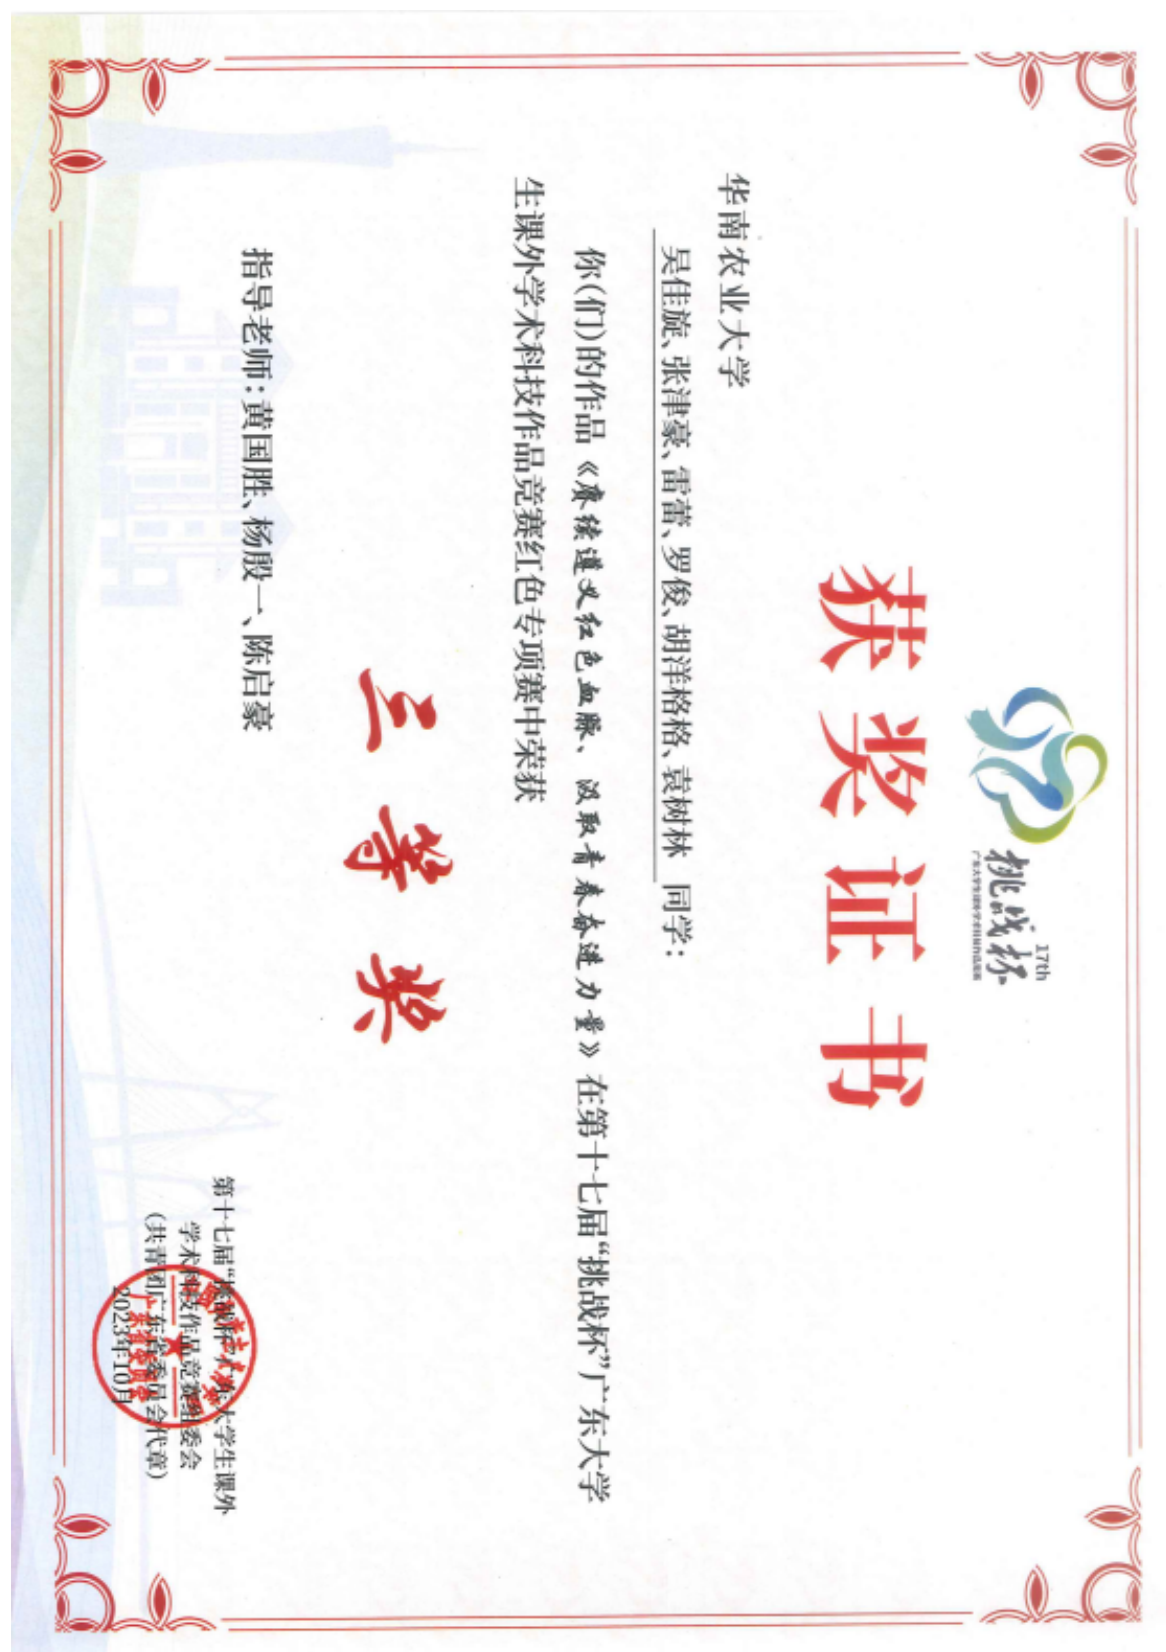 挑战杯
17th
获奖证书
华南农业大学
吴佳旋、张津豪、雷蕾、罗俊、胡洋格格、袁树林 同学：
你(们)的作品《赓续遵义红色血脉、汲取青春奋进力量》在第十七届“挑战杯”广东大学
生课外学术科技作品竞赛红色专项赛中荣获
三等奖
指导老师：黄国胜、杨殷一、陈启豪
第十七届“挑战杯”广东大学生课外
学术科技作品竞赛组委会
（共青团广东省委员会代章）
2023年10月